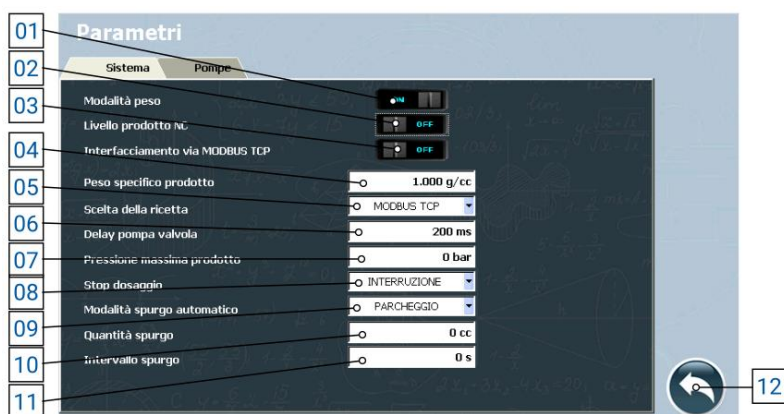 Parametri
Sistema Pompe
01
02
03
04
05
06
07
08
09
10
11
12
Modalità peso ON
Livello prodotto NC OFF
Interfacciamento via MODBUS TCP OFF
Peso specifico prodotto 1.000 g/cc
Scelta della ricetta MODBUS TCP
Delay pompa valvola 200 ms
Pressione massima prodotto 0 bar
Stop dosaggio INTERRUZIONE
Modalità spurgo automatico PARCHEGGIO
Quantità spurgo 0 cc
Intervallo spurgo 0 s